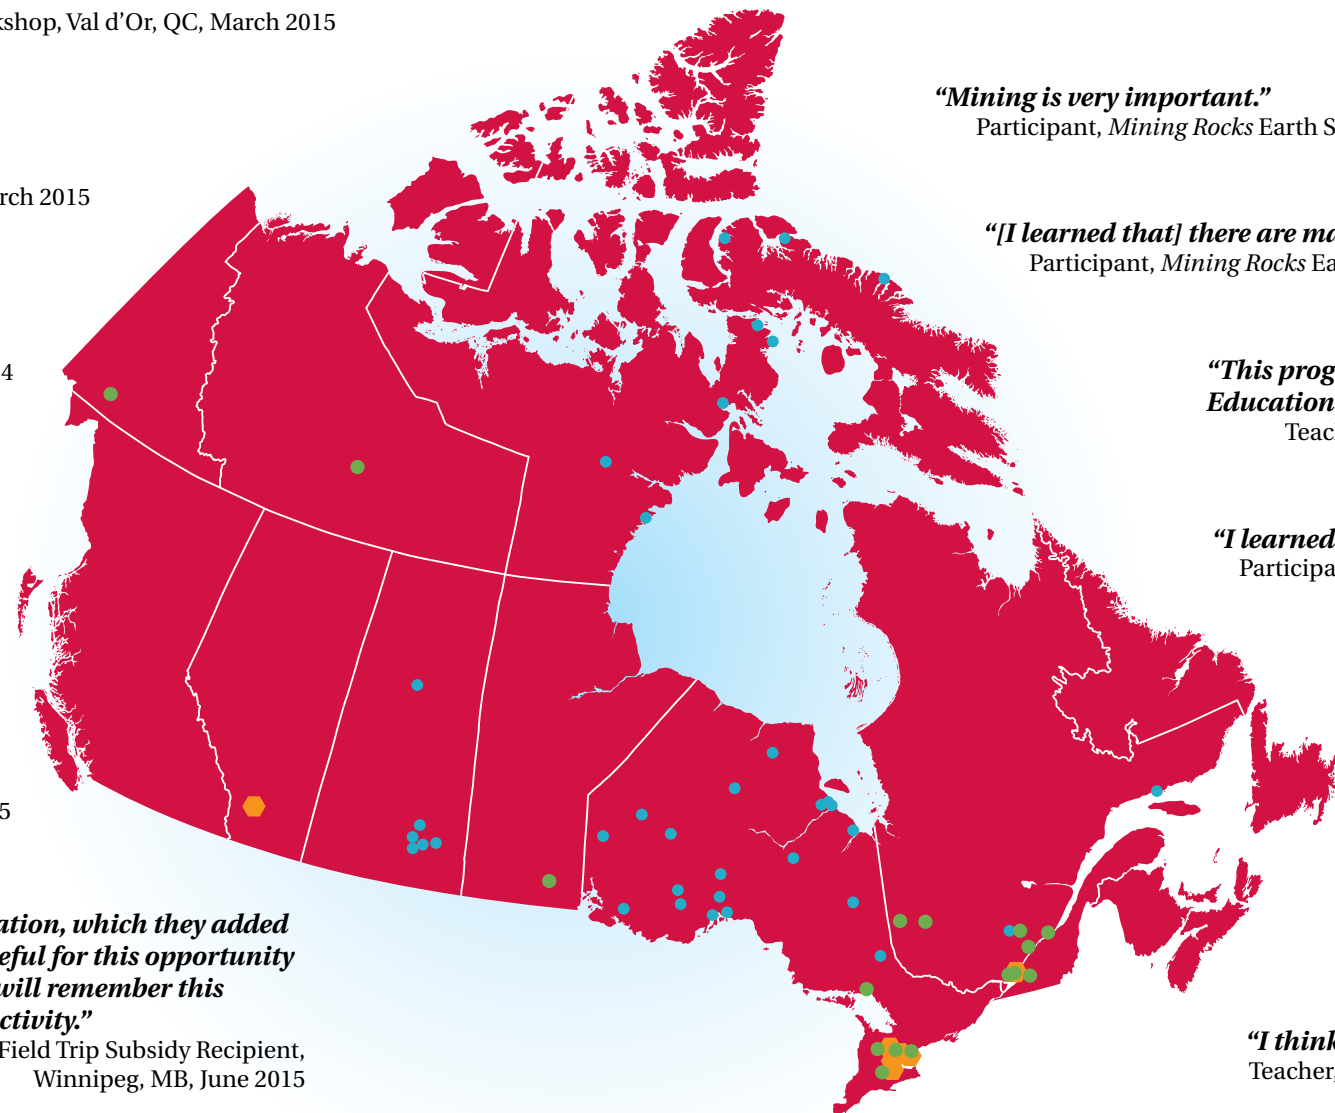 kshop, Val d’Or, QC, March 2015
“Mining is very important.”
Participant, Mining Rocks Earth S
rch 2015
“[I learned that] there are ma
Participant, Mining Rocks Ea
4
“This prog
Education
Teac
“I learned
Participa
5
ation, which they added
eful for this opportunity
will remember this
ctivity.”
Field Trip Subsidy Recipient,
Winnipeg, MB, June 2015
“I think
Teacher,